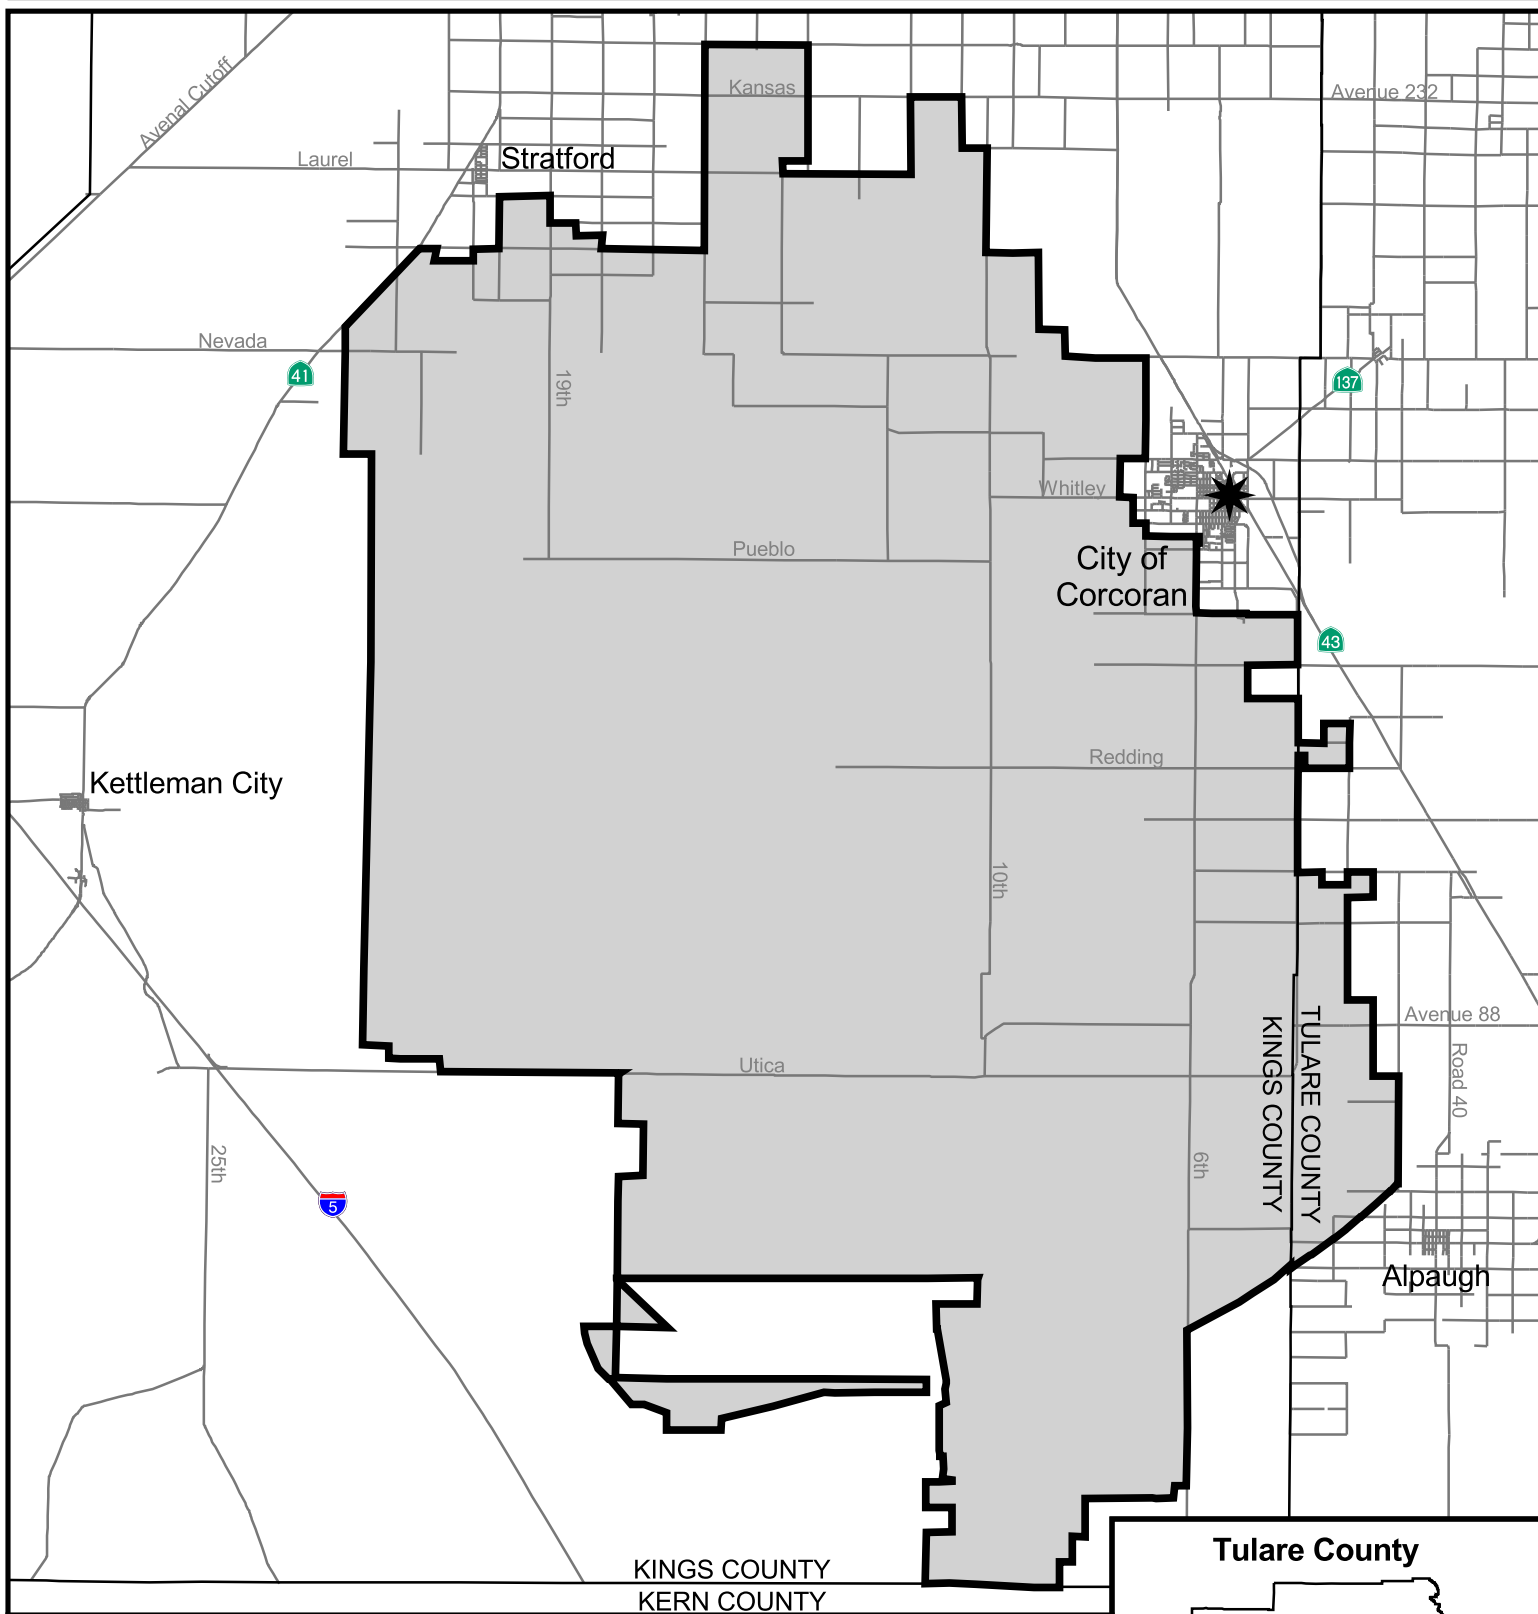 Kansas
Avenue 232
Avenal Cutoff
Laurel
Stratford
Nevada
41
19th
137
Whitley
Pueblo
City of
Corcoran
43
Redding
Kettleman City
10th
Avenue 88
TULARE COUNTY
KINGS COUNTY
Road 40
Utica
25th
6th
5
Alpaugh
Tulare County
KINGS COUNTY
KERN COUNTY